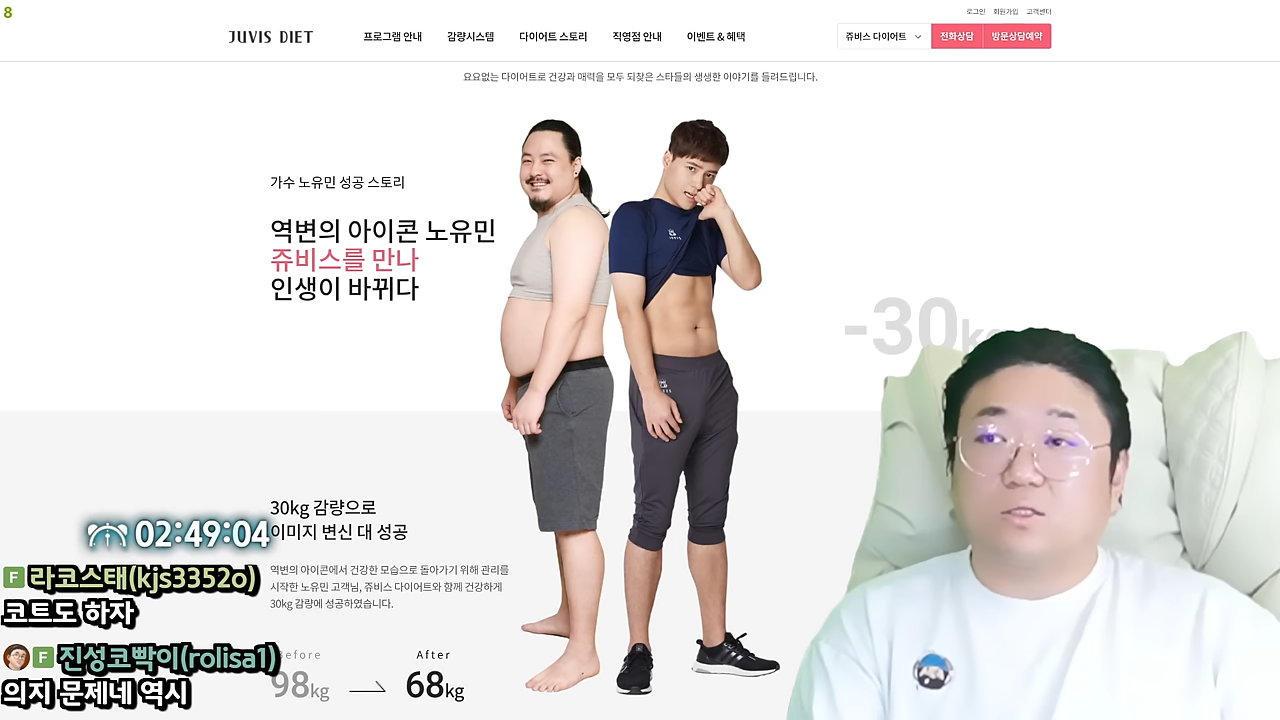 8
로그인 회원가입 고객센터
JUVIS DIET
프로그램 안내 감량시스템 다이어트 스토리 직영점 안내 이벤트 & 혜택
쥬비스 다이어트 전화상담 방문상담예약
요요없는 다이어트로 건강과 매력을 모두 되찾은 스타들의 생생한 이야기를 들려드립니다.
가수 노유민 성공 스토리
역변의 아이콘 노유민
쥬비스를 만나
인생이 바뀌다
-30kg
30kg 감량으로
이미지 변신 대 성공
02:49:04
역변의 아이콘에서 건강한 모습으로 돌아가기 위해 관리를
시작한 노유민 고객님, 쥬비스 다이어트와 함께 건강하게
30kg 감량에 성공하였습니다.
F 라코스태(kjs3352o)
코트도 하자
Before After
98kg 68kg
F 진성코빡이(rolisa1)
의지 문제네 역시